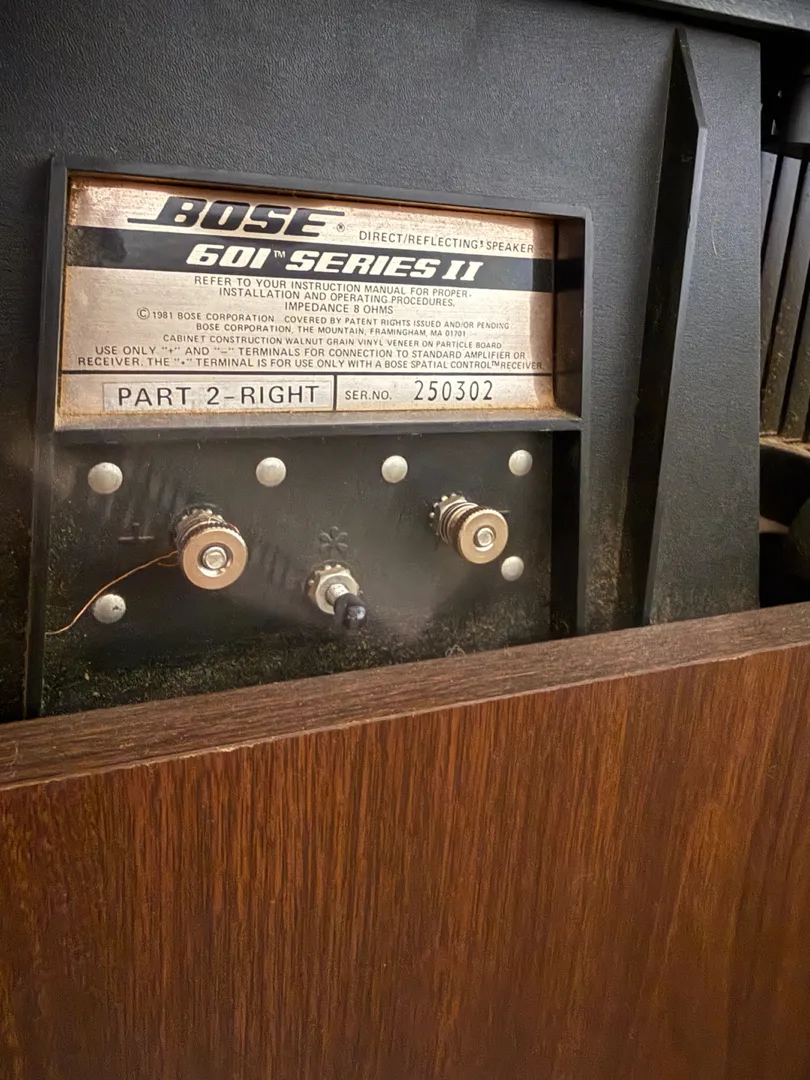 BOSE® DIRECT/REFLECTING® SPEAKER
601™ SERIES II
REFER TO YOUR INSTRUCTION MANUAL FOR PROPER
INSTALLATION AND OPERATING PROCEDURES.
IMPEDANCE 8 OHMS
© 1981 BOSE CORPORATION COVERED BY PATENT RIGHTS ISSUED AND/OR PENDING
BOSE CORPORATION, THE MOUNTAIN, FRAMINGHAM, MA 01701
CABINET CONSTRUCTION WALNUT GRAIN VINYL VENEER ON PARTICLE BOARD
USE ONLY "+" AND "–" TERMINALS FOR CONNECTION TO STANDARD AMPLIFIER OR
RECEIVER. THE "*" TERMINAL IS FOR USE ONLY WITH A BOSE SPATIAL CONTROL™ RECEIVER.
PART 2-RIGHT SER.NO. 250302